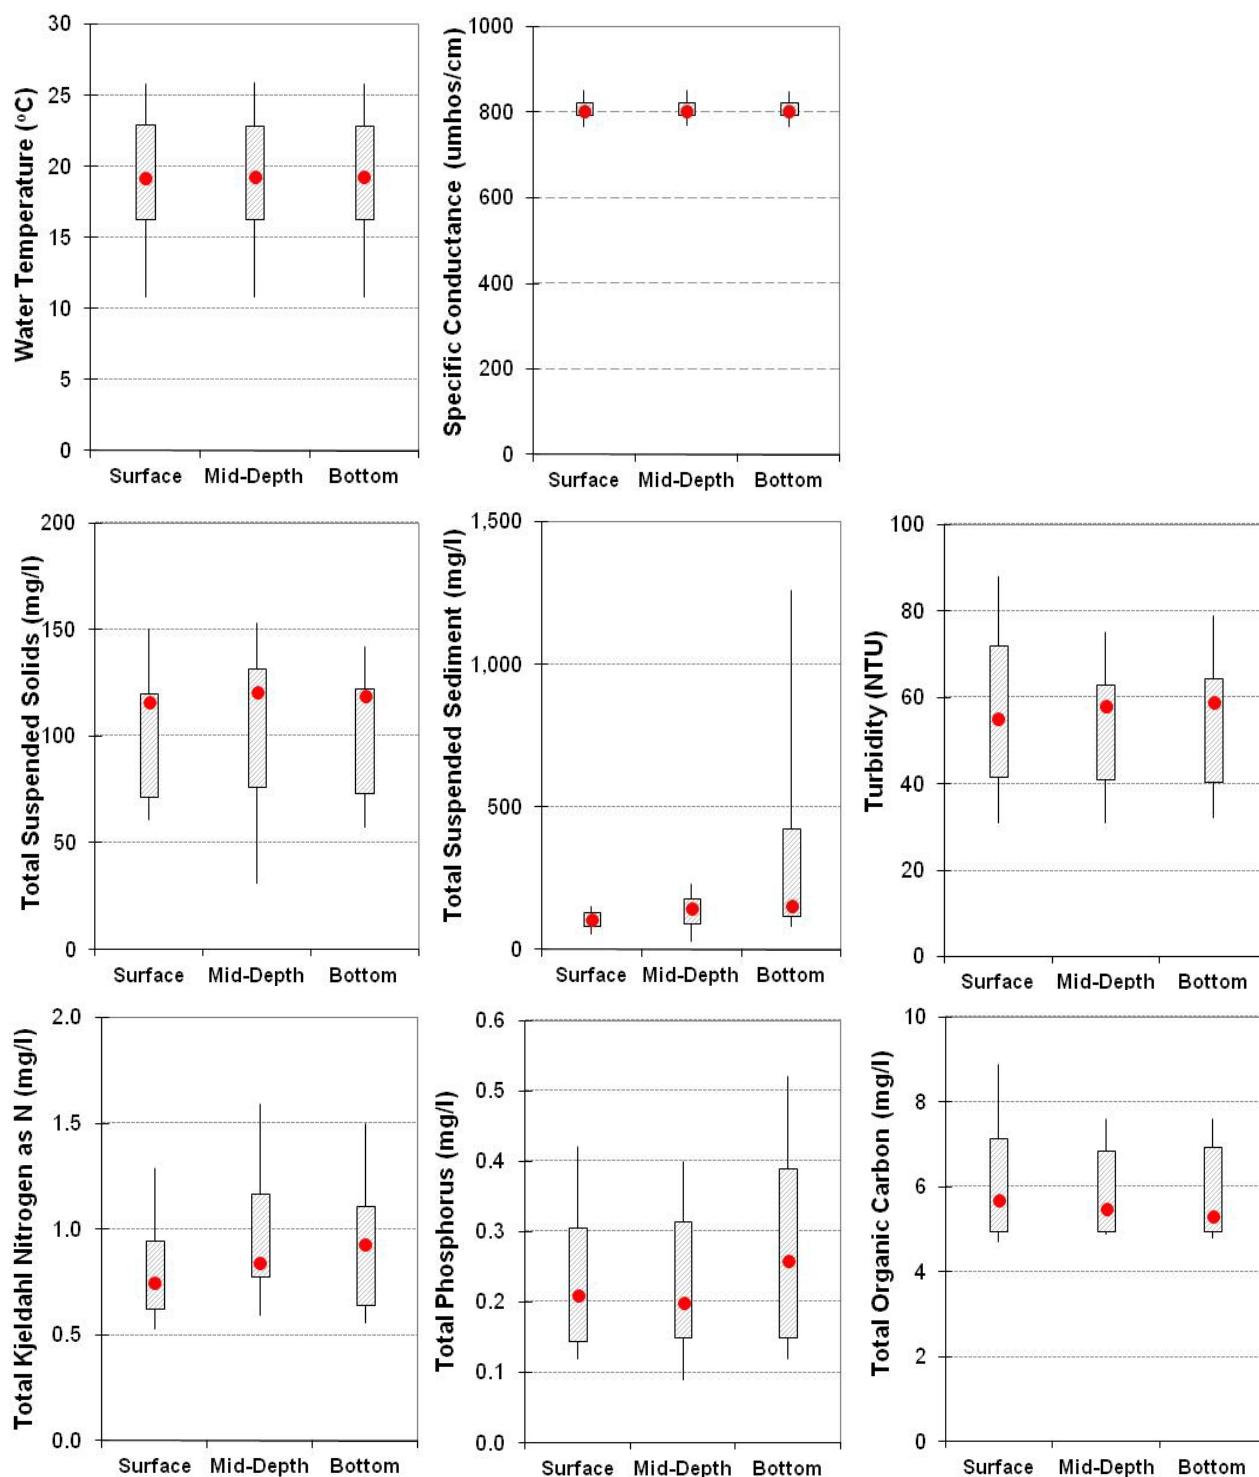 Water Temperature (°C)
30
25
20
15
10
5
0
Surface Mid-Depth Bottom
Specific Conductance (umhos/cm)
1000
800
600
400
200
0
Surface Mid-Depth Bottom
Total Suspended Solids (mg/l)
200
150
100
50
0
Surface Mid-Depth Bottom
Total Suspended Sediment (mg/l)
1,500
1,000
500
0
Surface Mid-Depth Bottom
Turbidity (NTU)
100
80
60
40
20
0
Surface Mid-Depth Bottom
Total Kjeldahl Nitrogen as N (mg/l)
2.0
1.5
1.0
0.5
0.0
Surface Mid-Depth Bottom
Total Phosphorus (mg/l)
0.6
0.5
0.4
0.3
0.2
0.1
0.0
Surface Mid-Depth Bottom
Total Organic Carbon (mg/l)
10
8
6
4
2
0
Surface Mid-Depth Bottom